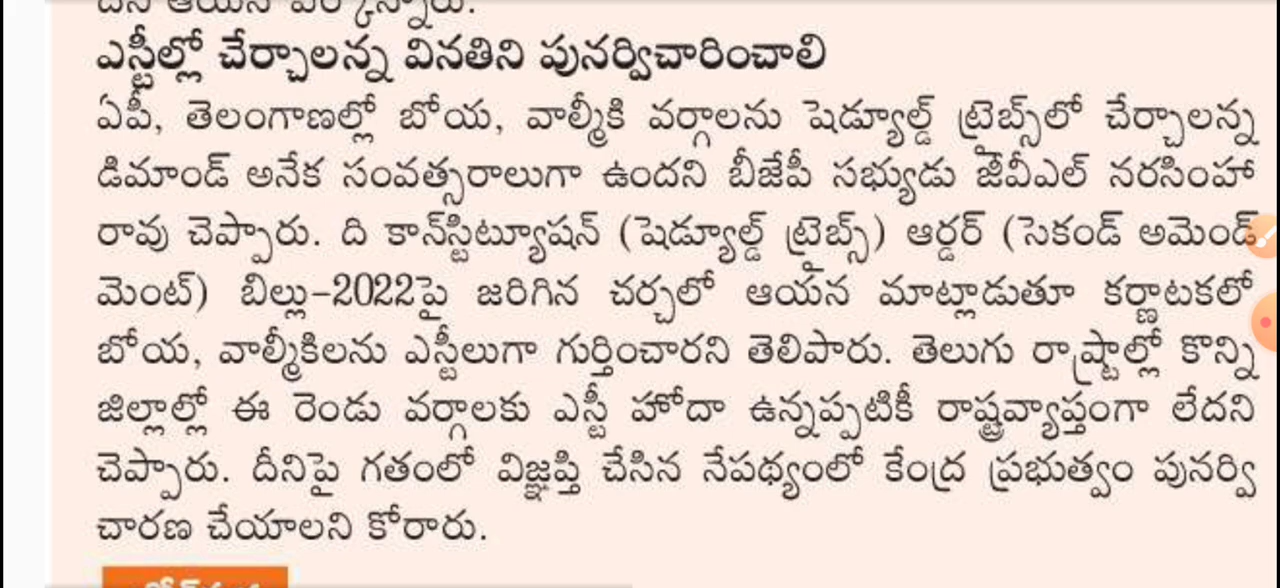 ఎస్టీల్లో చేర్చాలన్న వినతిని పునర్విచారించాలి
ఏపీ, తెలంగాణల్లో బోయ, వాల్మీకి వర్గాలను షెడ్యూల్డ్ ట్రైబ్స్‌లో చేర్చాలన్న
డిమాండ్ అనేక సంవత్సరాలుగా ఉందని బీజేపీ సభ్యుడు జీవీఎల్ నరసింహా
రావు చెప్పారు. ది కాన్‌స్టిట్యూషన్ (షెడ్యూల్డ్ ట్రైబ్స్) ఆర్డర్ (సెకండ్ అమెండ్
మెంట్) బిల్లు–2022పై జరిగిన చర్చలో ఆయన మాట్లాడుతూ కర్ణాటకలో
బోయ, వాల్మీకిలను ఎస్టీలుగా గుర్తించారని తెలిపారు. తెలుగు రాష్ట్రాల్లో కొన్ని
జిల్లాల్లో ఈ రెండు వర్గాలకు ఎస్టీ హోదా ఉన్నప్పటికీ రాష్ట్రవ్యాప్తంగా లేదని
చెప్పారు. దీనిపై గతంలో విజ్ఞప్తి చేసిన నేపథ్యంలో కేంద్ర ప్రభుత్వం పునర్వి
చారణ చేయాలని కోరారు.